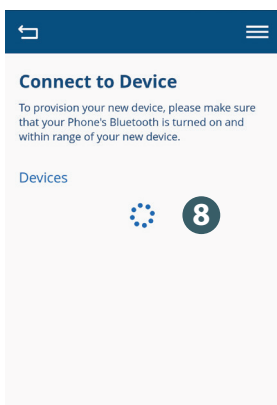 Connect to Device
To provision your new device, please make sure
that your Phone's Bluetooth is turned on and
within range of your new device.
Devices
8